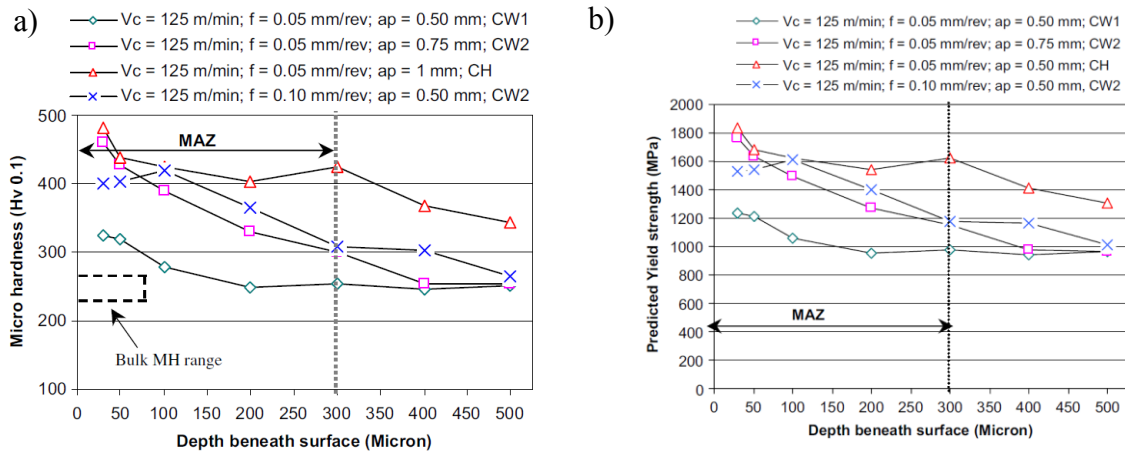 a)
Vc = 125 m/min; f = 0.05 mm/rev; ap = 0.50 mm; CW1
Vc = 125 m/min; f = 0.05 mm/rev; ap = 0.75 mm; CW2
Vc = 125 m/min; f = 0.05 mm/rev; ap = 1 mm; CH
Vc = 125 m/min; f = 0.10 mm/rev; ap = 0.50 mm; CW2
Micro hardness (Hv 0.1)
500
400
300
200
100
MAZ
Bulk MH range
0 50 100 150 200 250 300 350 400 450 500
Depth beneath surface (Micron)
b)
Vc = 125 m/min; f = 0.05 mm/rev; ap = 0.50 mm, CW1
Vc = 125 m/min; f = 0.05 mm/rev; ap = 0.75 mm; CW2
Vc = 125 m/min; f = 0.05 mm/rev; ap = 0.50 mm; CH
Vc = 125 m/min; f = 0.10 mm/rev; ap = 0.50 mm, CW2
Predicted Yield strength (MPa)
2000
1800
1600
1400
1200
1000
800
600
400
200
0
MAZ
0 50 100 150 200 250 300 350 400 450 500
Depth beneath surface (Micron)